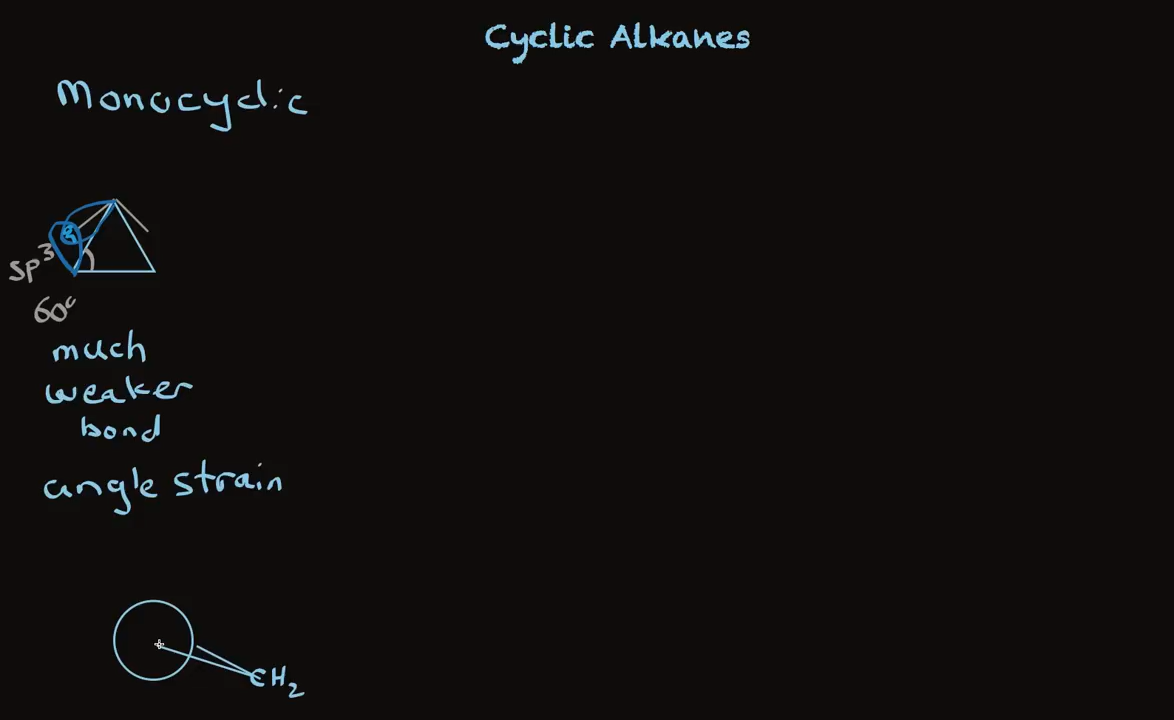 Cyclic Alkanes
Monocyclic
sp³
60°
much
weaker
bond
angle strain
CH₂